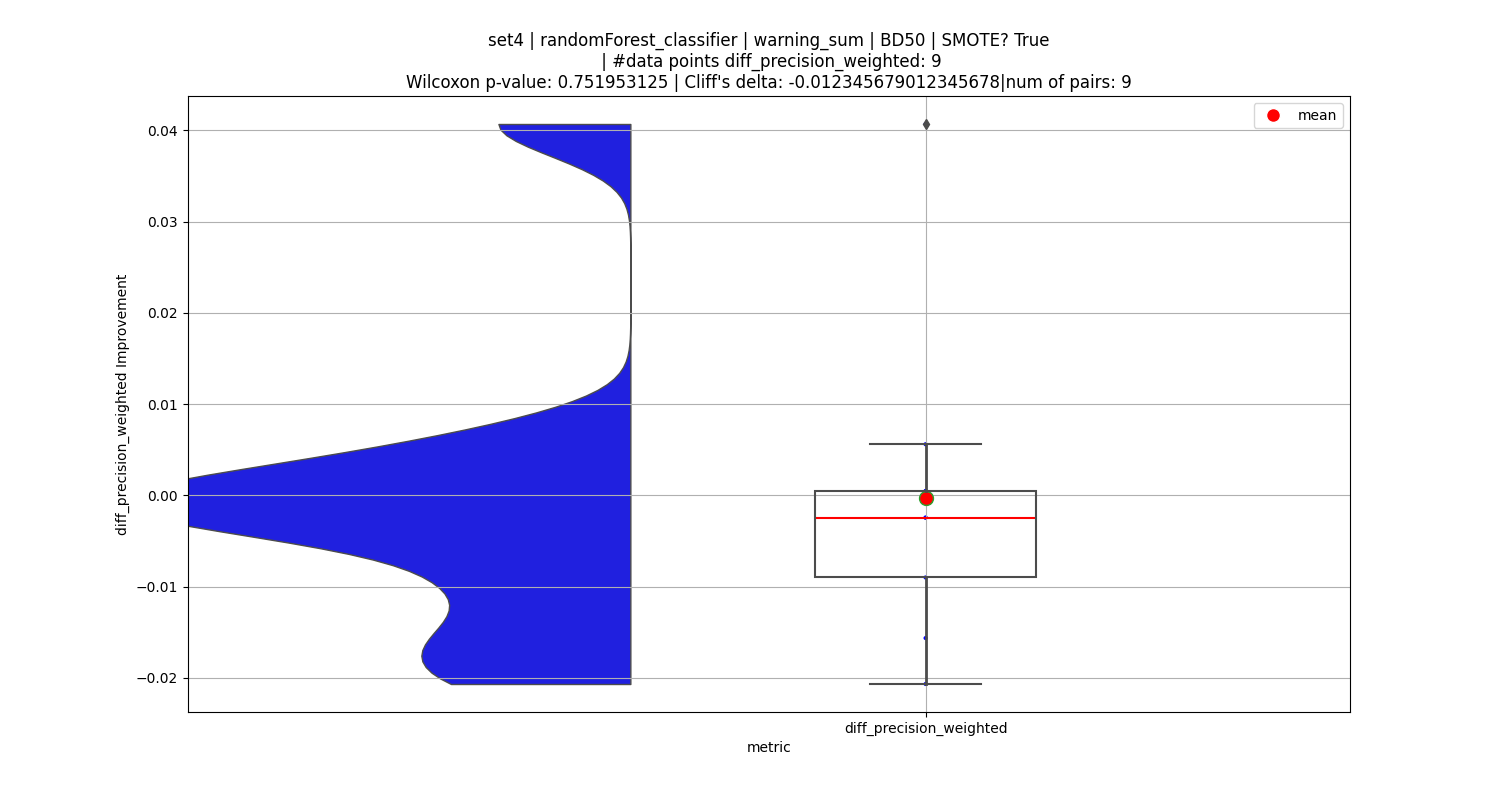 set4 | randomForest_classifier | warning_sum | BD50 | SMOTE? True
| #data points diff_precision_weighted: 9
Wilcoxon p-value: 0.751953125 | Cliff's delta: -0.012345679012345678|num of pairs: 9
mean
0.04
0.03
0.02
0.01
0.00
−0.01
−0.02
diff_precision_weighted Improvement
diff_precision_weighted
metric